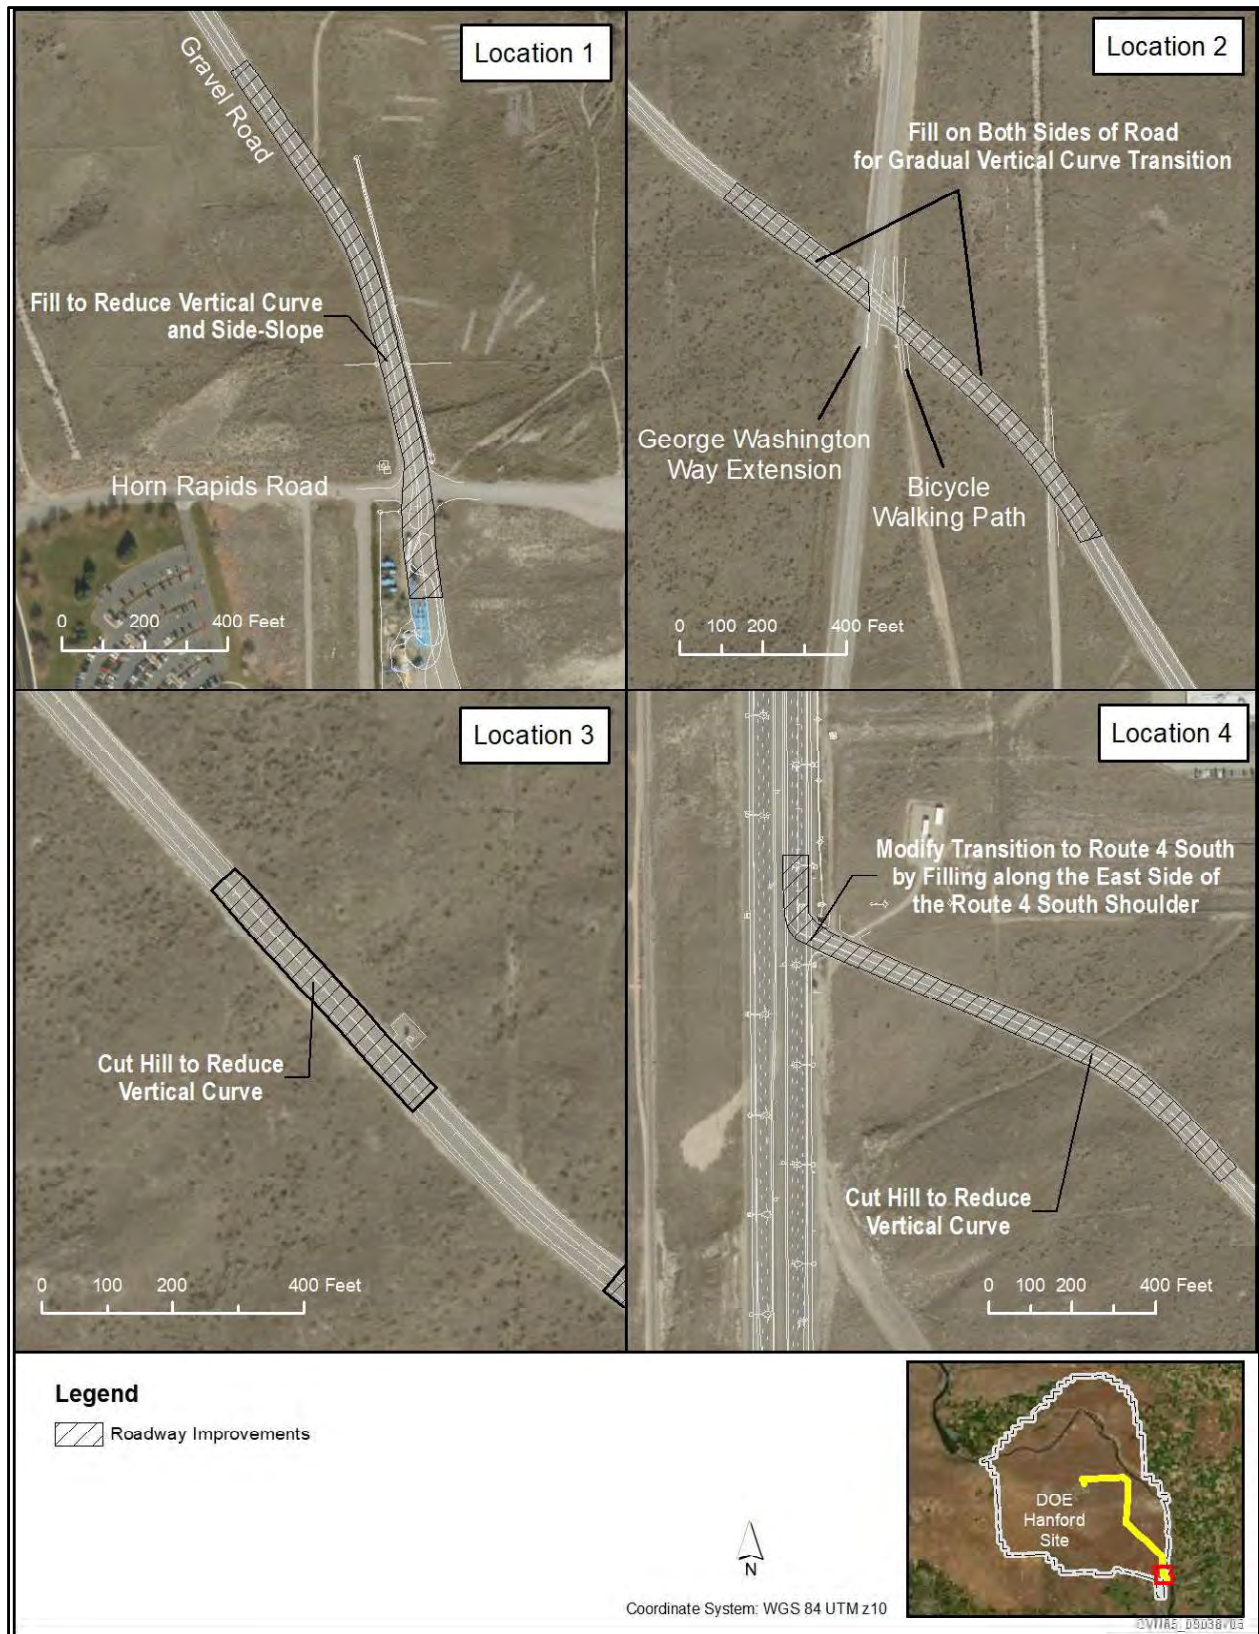 Location 1
Gravel Road
Fill to Reduce Vertical Curve
and Side-Slope
Horn Rapids Road
0 200 400 Feet
Location 2
Fill on Both Sides of Road
for Gradual Vertical Curve Transition
George Washington
Way Extension
Bicycle
Walking Path
0 100 200 400 Feet
Location 3
Cut Hill to Reduce
Vertical Curve
0 100 200 400 Feet
Location 4
Modify Transition to Route 4 South
by Filling along the East Side of
the Route 4 South Shoulder
Cut Hill to Reduce
Vertical Curve
0 100 200 400 Feet
Legend
Roadway Improvements
N
Coordinate System: WGS 84 UTM z10
DOE
Hanford
Site